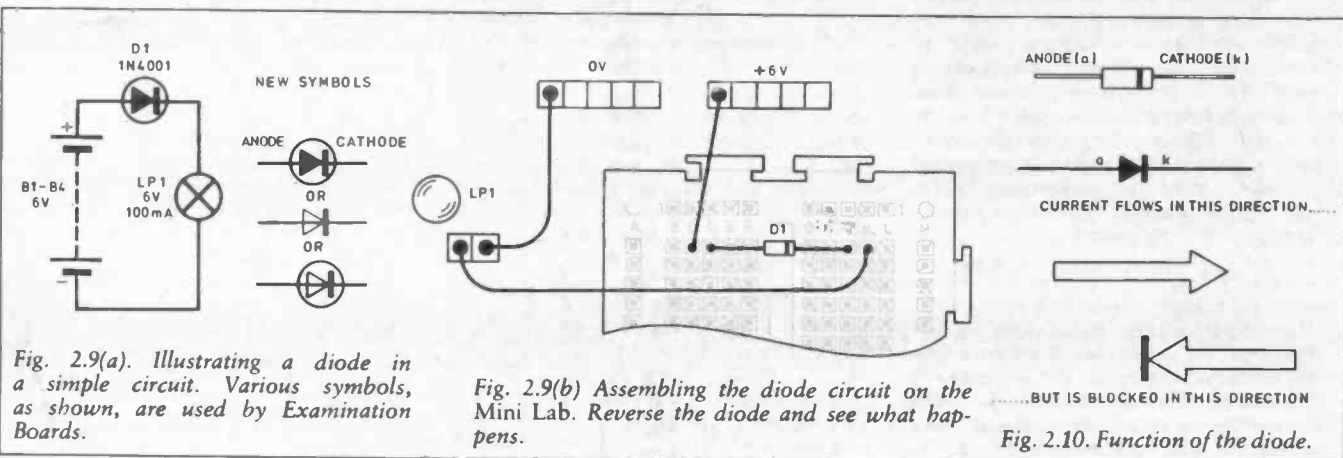 D1
1N4001
+
B1–B4
6V
–
LP1
6V
100mA
NEW SYMBOLS
ANODE CATHODE
OR
OR
Fig. 2.9(a). Illustrating a diode in
a simple circuit. Various symbols,
as shown, are used by Examination
Boards.
0V
+6V
LP1
D1
Fig. 2.9(b) Assembling the diode circuit on the
Mini Lab. Reverse the diode and see what hap-
pens.
ANODE(a) CATHODE(k)
a k
CURRENT FLOWS IN THIS DIRECTION......
.......BUT IS BLOCKED IN THIS DIRECTION
Fig. 2.10. Function of the diode.